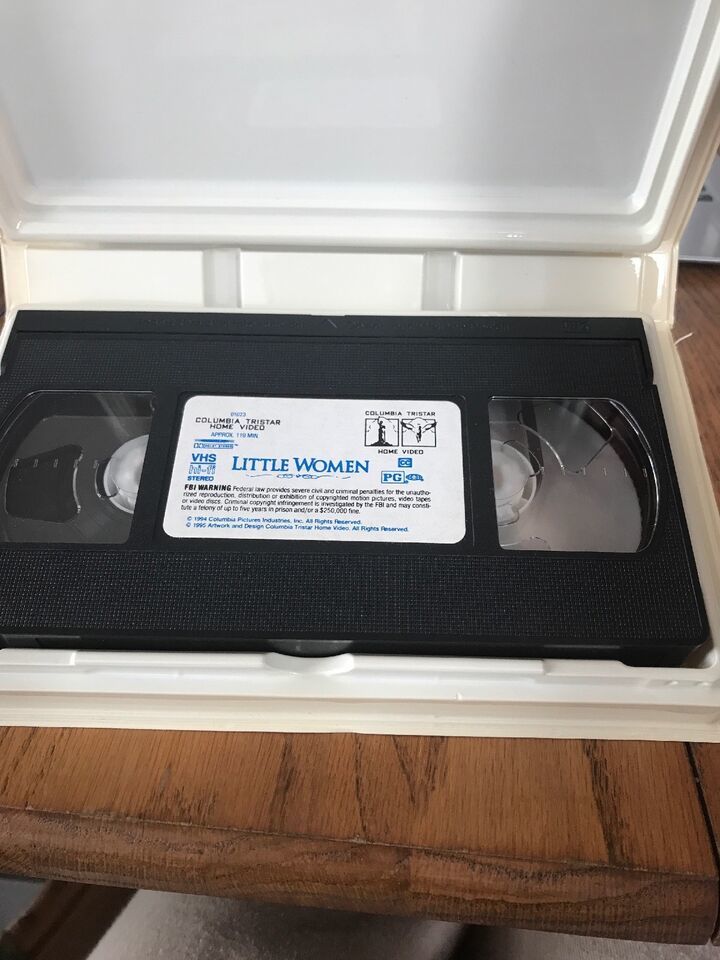 01023
COLUMBIA TRISTAR
HOME VIDEO
APPROX. 119 MIN.
DOLBY STEREO
VHS
hi-fi
STEREO
LITTLE WOMEN
COLUMBIA TRISTAR
HOME VIDEO
CC
PG
FBI WARNING Federal law provides severe civil and criminal penalties for the unautho-
rized reproduction, distribution or exhibition of copyrighted motion pictures, video tapes
or video discs. Criminal copyright infringement is investigated by the FBI and may consti-
tute a felony of up to five years in prison and/or a $250,000 fine.
© 1994 Columbia Pictures Industries, Inc. All Rights Reserved.
© 1995 Artwork and Design Columbia Tristar Home Video. All Rights Reserved.